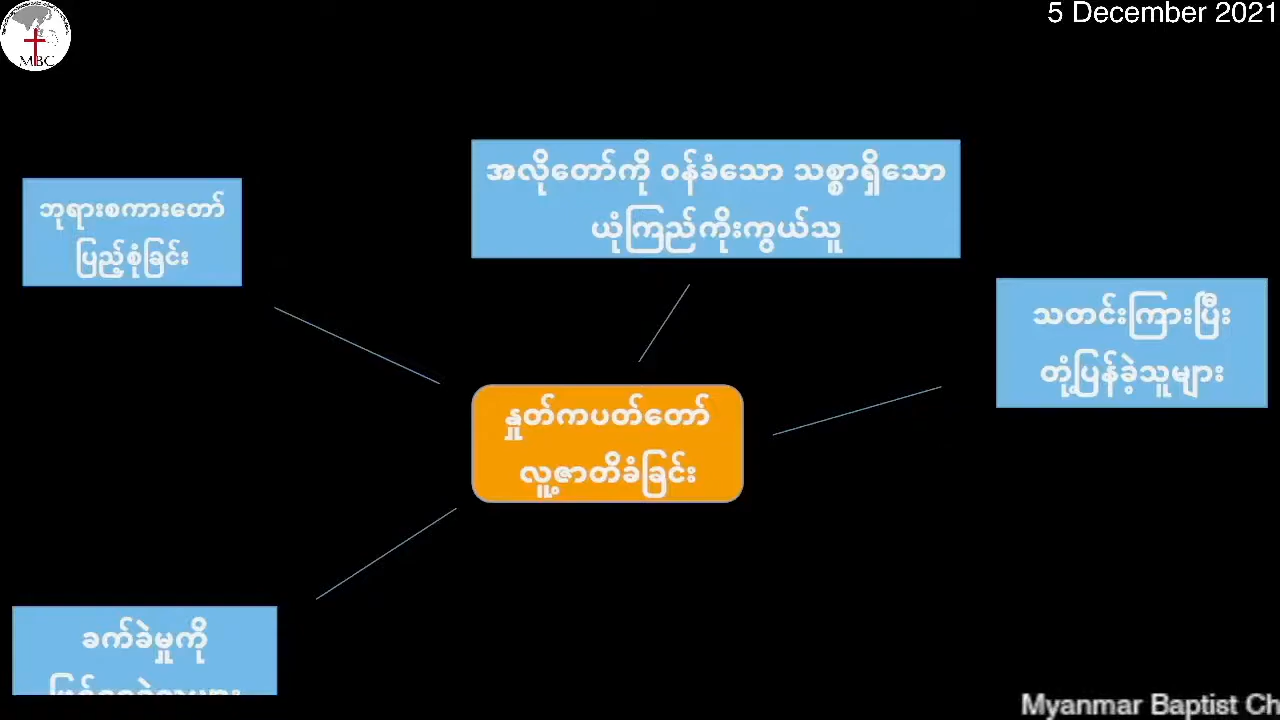 MBC
5 December 2021
ဘုရားစကားတော်
ပြည့်စုံခြင်း
အလိုတော်ကို ဝန်ခံသော သစ္စာရှိသော
ယုံကြည်ကိုးကွယ်သူ
သတင်းကြားပြီး
တုံ့ပြန်ခဲ့သူများ
နှုတ်ကပတ်တော်
လူ့ဇာတိခံခြင်း
ခက်ခဲမှုကို
Myanmar Baptist Ch